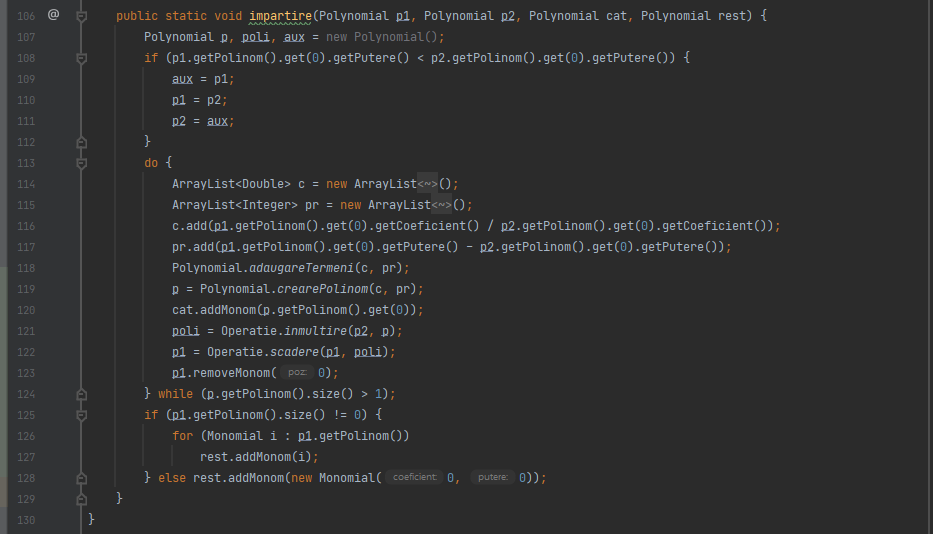 106 @ public static void impartire(Polynomial p1, Polynomial p2, Polynomial cat, Polynomial rest) {
107 Polynomial p, poli, aux = new Polynomial();
108 if (p1.getPolinom().get(0).getPutere() < p2.getPolinom().get(0).getPutere()) {
109 aux = p1;
110 p1 = p2;
111 p2 = aux;
112 }
113 do {
114 ArrayList<Double> c = new ArrayList<~>();
115 ArrayList<Integer> pr = new ArrayList<~>();
116 c.add(p1.getPolinom().get(0).getCoeficient() / p2.getPolinom().get(0).getCoeficient());
117 pr.add(p1.getPolinom().get(0).getPutere() - p2.getPolinom().get(0).getPutere());
118 Polynomial.adaugareTermeni(c, pr);
119 p = Polynomial.crearePolinom(c, pr);
120 cat.addMonom(p.getPolinom().get(0));
121 poli = Operatie.inmultire(p2, p);
122 p1 = Operatie.scadere(p1, poli);
123 p1.removeMonom( poz: 0);
124 } while (p.getPolinom().size() > 1);
125 if (p1.getPolinom().size() != 0) {
126 for (Monomial i : p1.getPolinom())
127 rest.addMonom(i);
128 } else rest.addMonom(new Monomial( coeficient: 0, putere: 0));
129 }
130 }